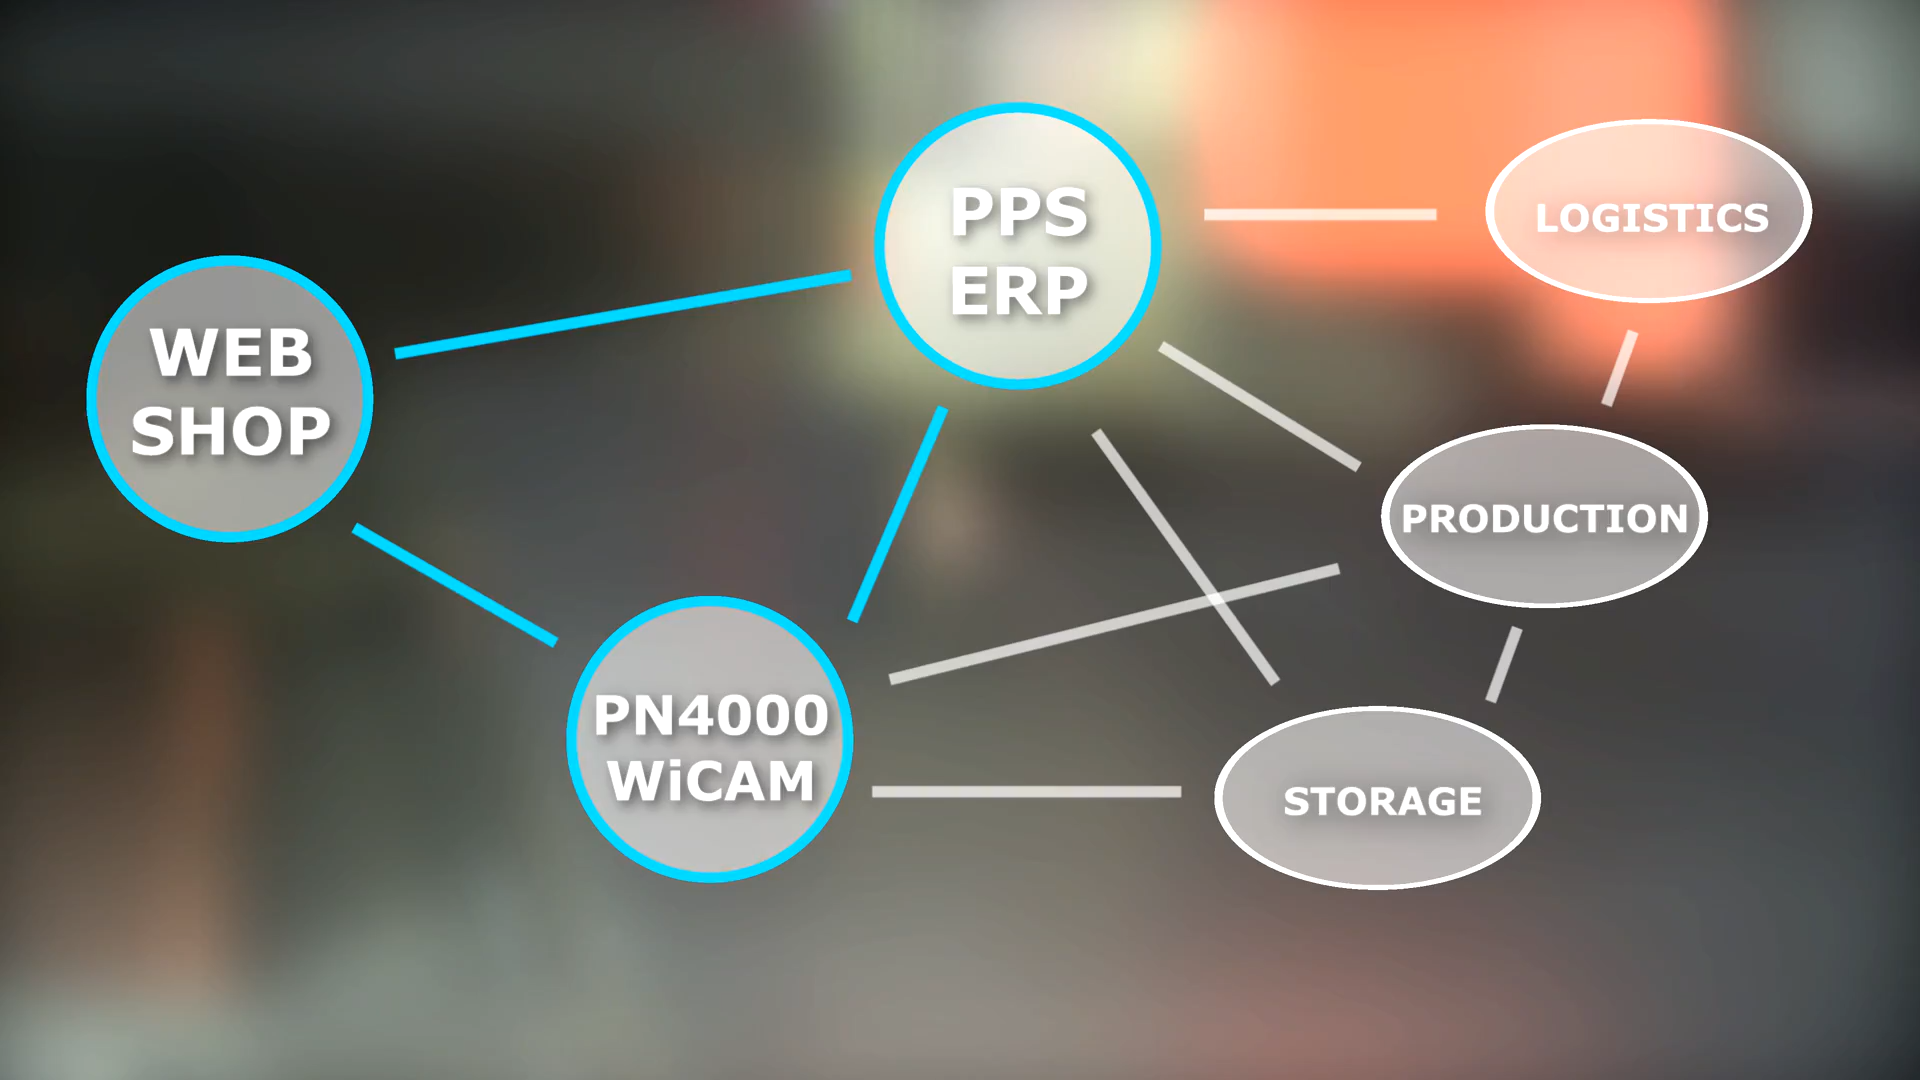 PPS
ERP
LOGISTICS
WEB
SHOP
PRODUCTION
PN4000
WiCAM
STORAGE